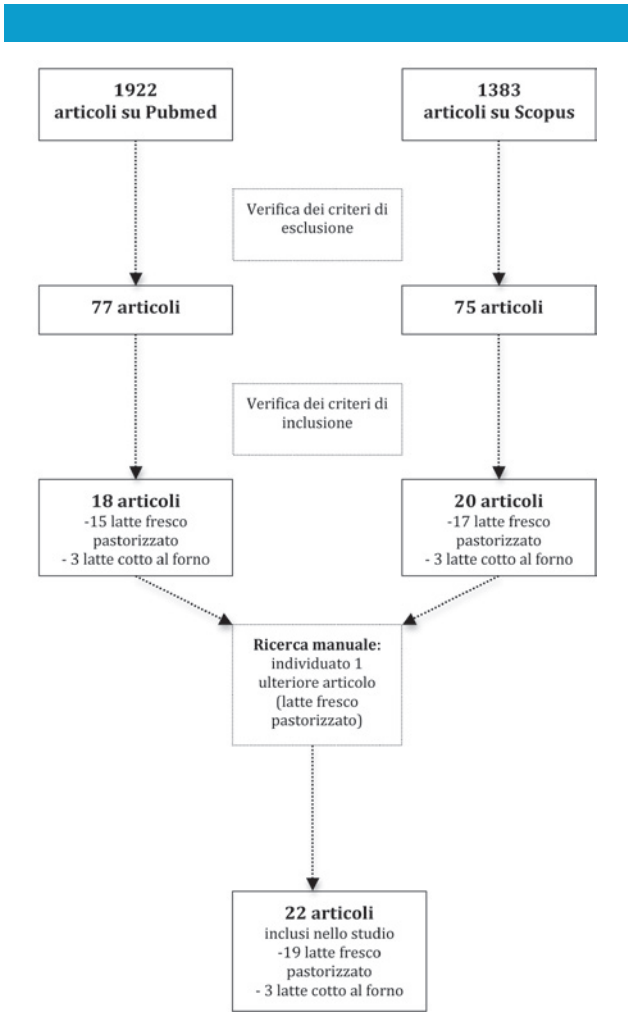 1922
articoli su Pubmed
1383
articoli su Scopus
Verifica dei criteri di
esclusione
77 articoli
75 articoli
Verifica dei criteri di
inclusione
18 articoli
-15 latte fresco
pastorizzato
- 3 latte cotto al forno
20 articoli
-17 latte fresco
pastorizzato
- 3 latte cotto al forno
Ricerca manuale:
individuato 1
ulteriore articolo
(latte fresco
pastorizzato)
22 articoli
inclusi nello studio
-19 latte fresco
pastorizzato
- 3 latte cotto al forno